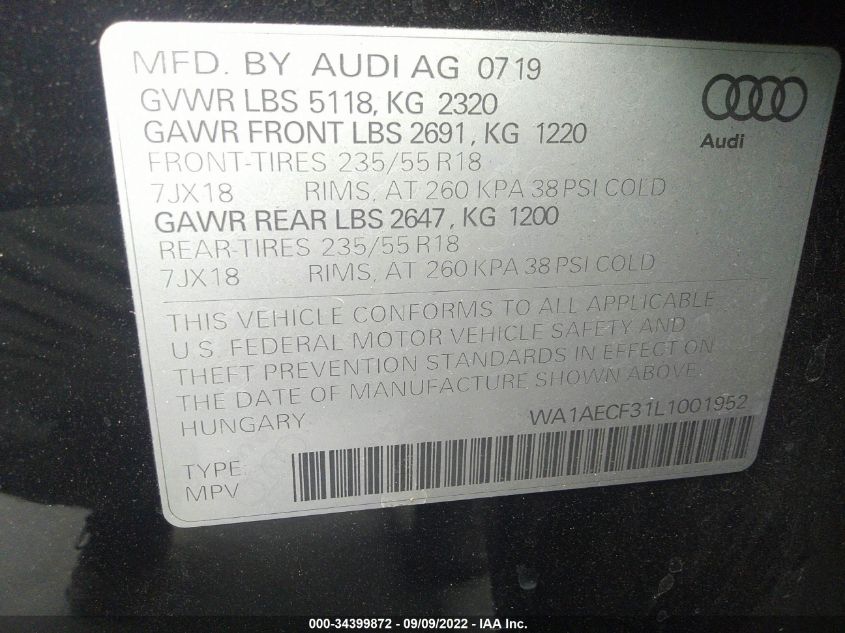 MFD. BY AUDI AG 0719
GVWR LBS 5118, KG 2320
GAWR FRONT LBS 2691, KG 1220
FRONT-TIRES 235/55 R18
7JX18 RIMS, AT 260 KPA 38 PSI COLD
GAWR REAR LBS 2647, KG 1200
REAR-TIRES 235/55 R18
7JX18 RIMS, AT 260 KPA 38 PSI COLD
Audi
THIS VEHICLE CONFORMS TO ALL APPLICABLE
U.S. FEDERAL MOTOR VEHICLE SAFETY AND
THEFT PREVENTION STANDARDS IN EFFECT ON
THE DATE OF MANUFACTURE SHOWN ABOVE.
HUNGARY
WA1AECF31L1001952
TYPE:
MPV
000-34399872 - 09/09/2022 - IAA Inc.